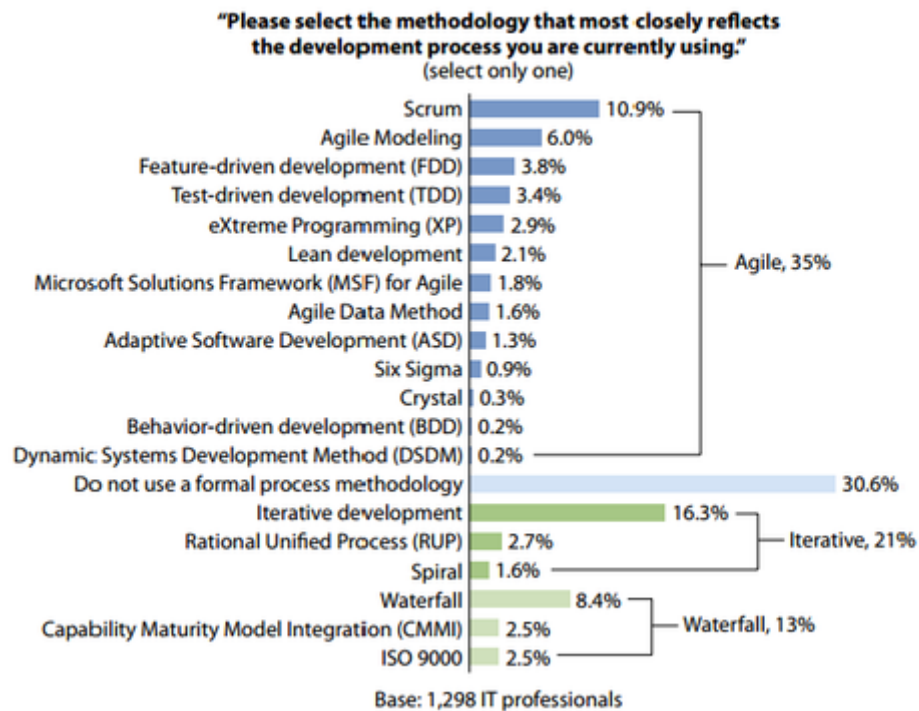 "Please select the methodology that most closely reflects
the development process you are currently using."
(select only one)
Scrum 10.9%
Agile Modeling 6.0%
Feature-driven development (FDD) 3.8%
Test-driven development (TDD) 3.4%
eXtreme Programming (XP) 2.9%
Lean development 2.1%
Agile, 35%
Microsoft Solutions Framework (MSF) for Agile 1.8%
Agile Data Method 1.6%
Adaptive Software Development (ASD) 1.3%
Six Sigma 0.9%
Crystal 0.3%
Behavior-driven development (BDD) 0.2%
Dynamic Systems Development Method (DSDM) 0.2%
Do not use a formal process methodology 30.6%
Iterative development 16.3%
Rational Unified Process (RUP) 2.7%
Iterative, 21%
Spiral 1.6%
Waterfall 8.4%
Capability Maturity Model Integration (CMMI) 2.5%
Waterfall, 13%
ISO 9000 2.5%
Base: 1,298 IT professionals